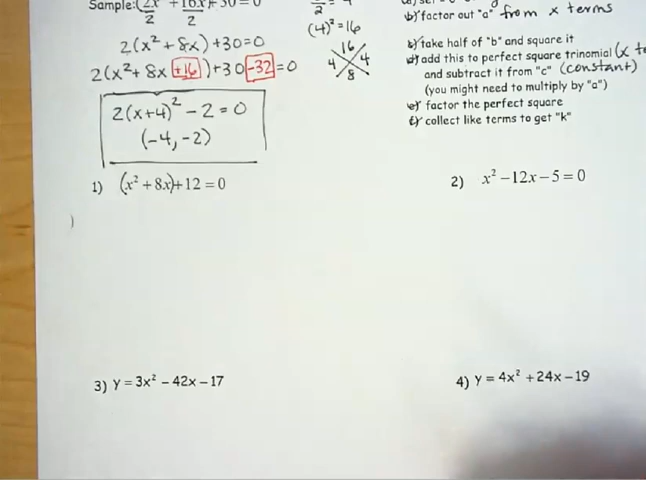 Sample: (2x² + 16x) + 30 = 0
2 2
2(x² + 8x) + 30 = 0
2(x² + 8x +16) + 30 -32 = 0
2(x+4)² - 2 = 0
(-4, -2)
2
(4)² = 16
16
4 4
8
b) factor out "a" from x terms
take half of "b" and square it
d) add this to perfect square trinomial (x
and subtract it from "c" (constant)
(you might need to multiply by "a")
e) factor the perfect square
f) collect like terms to get "k"
1) (x² + 8x) + 12 = 0
2) x² − 12x − 5 = 0
3) y = 3x² − 42x − 17
4) y = 4x² + 24x − 19